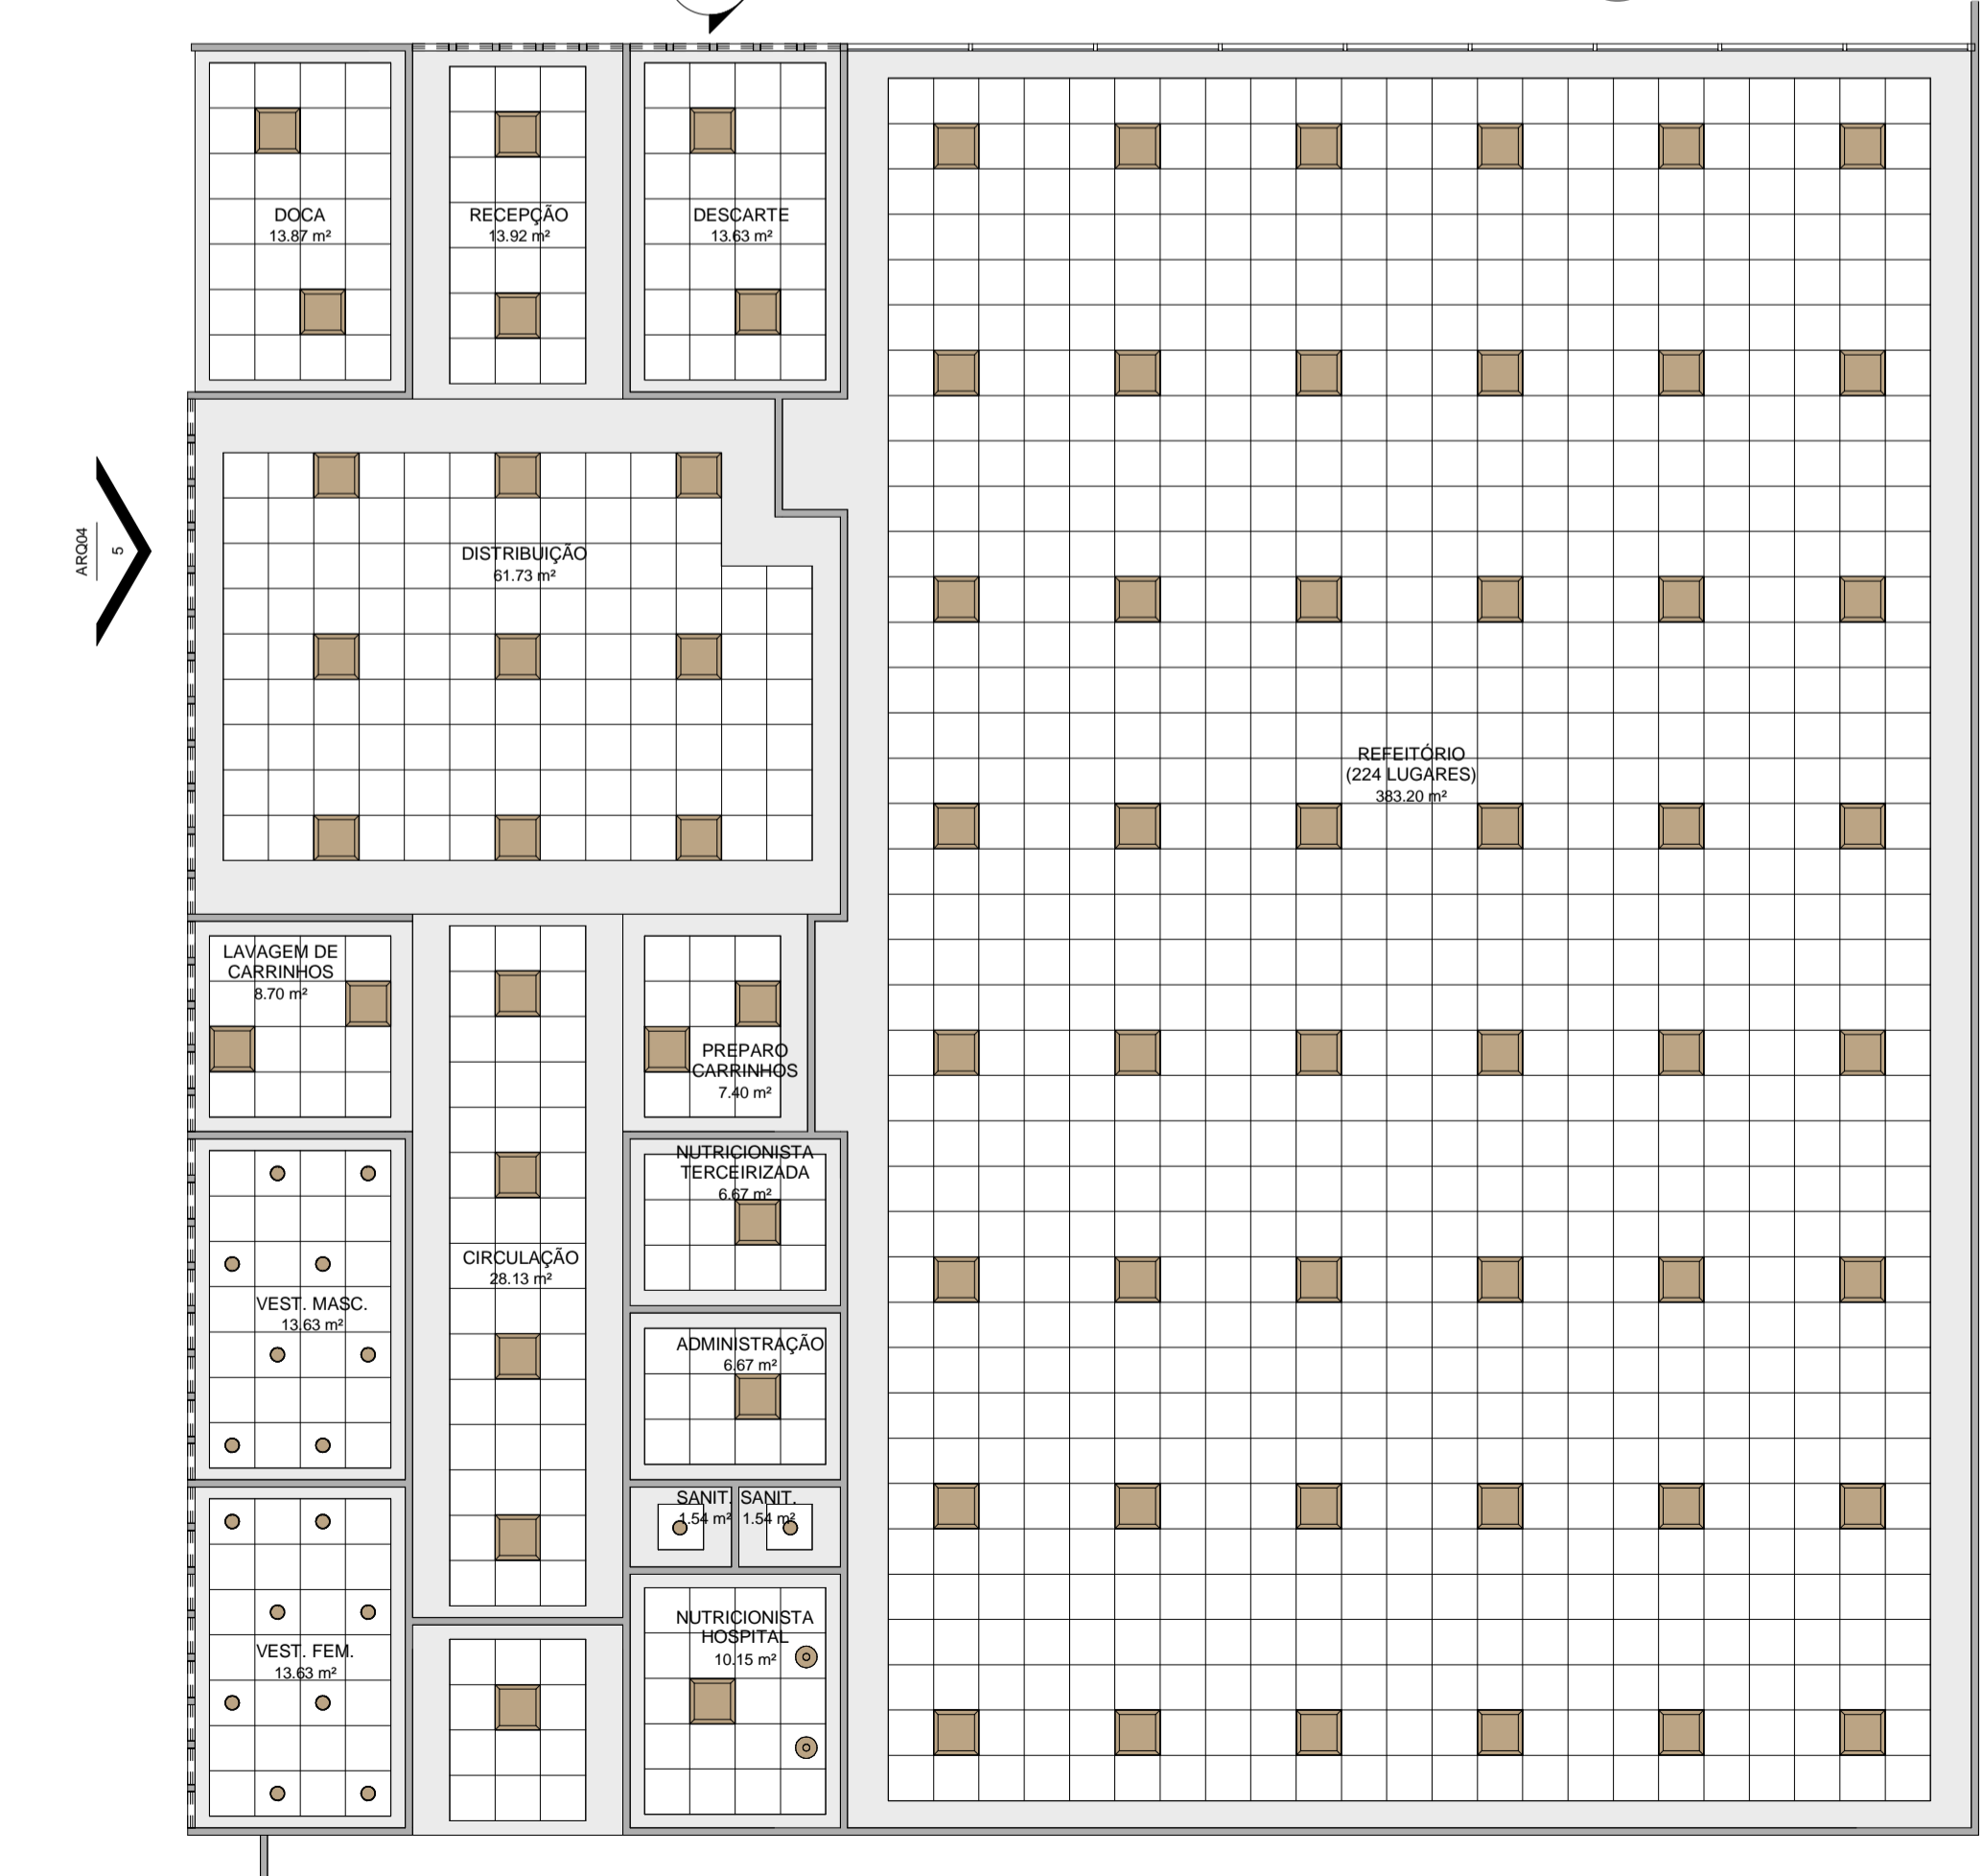 DOCA
13.87 m²
RECEPÇÃO
13.92 m²
DESCARTE
13.63 m²
ARQ04
5
DISTRIBUIÇÃO
61.73 m²
REFEITÓRIO
(224 LUGARES)
383.20 m²
LAVAGEM DE
CARRINHOS
8.70 m²
PREPARO
CARRINHOS
7.40 m²
NUTRICIONISTA
TERCEIRIZADA
6.67 m²
CIRCULAÇÃO
28.13 m²
VEST. MASC.
13.63 m²
ADMINISTRAÇÃO
6.67 m²
SANIT.
1.54 m²
SANIT.
1.54 m²
NUTRICIONISTA
HOSPITAL
10.15 m²
VEST. FEM.
13.63 m²